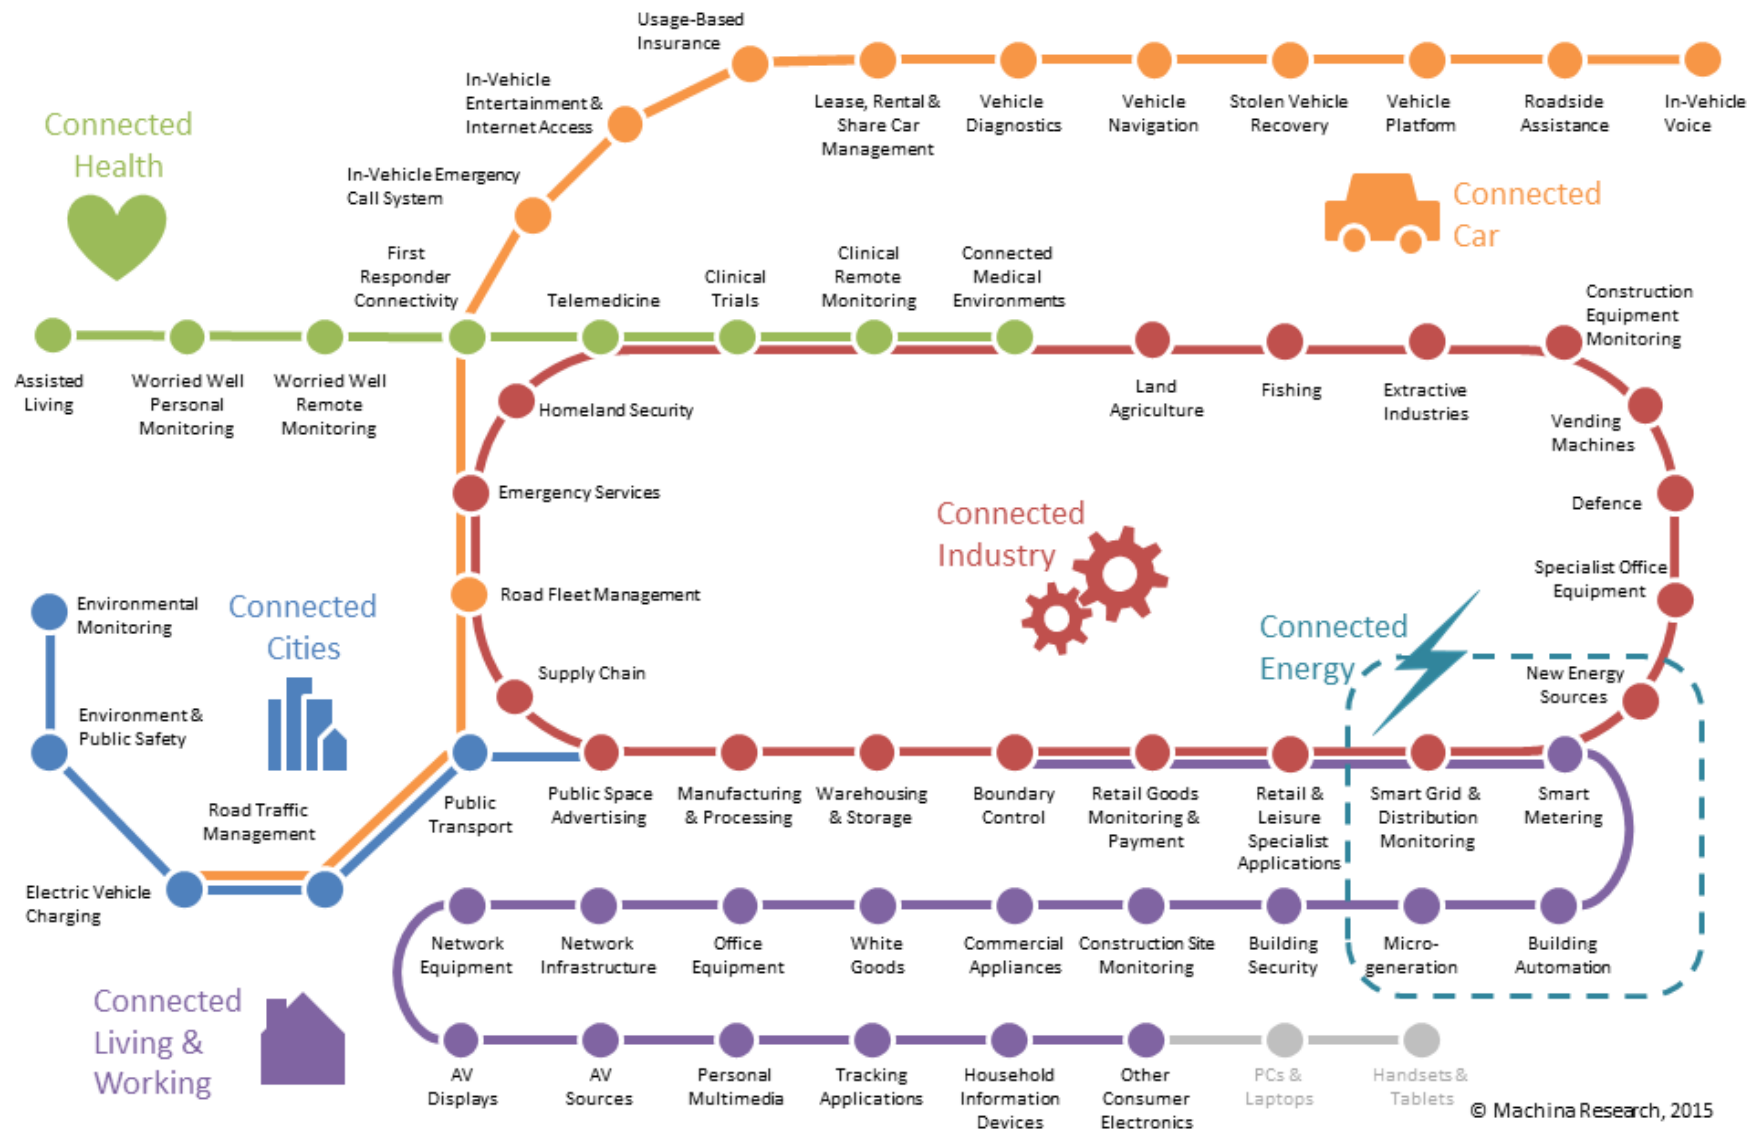 Usage-Based
Insurance
In-Vehicle
Entertainment &
Internet Access
Lease, Rental &
Share Car
Management
Vehicle
Diagnostics
Vehicle
Navigation
Stolen Vehicle
Recovery
Vehicle
Platform
Roadside
Assistance
In-Vehicle
Voice
Connected
Health
In-Vehicle Emergency
Call System
Connected
Car
First
Responder
Connectivity
Telemedicine
Clinical
Trials
Clinical
Remote
Monitoring
Connected
Medical
Environments
Construction
Equipment
Monitoring
Assisted
Living
Worried Well
Personal
Monitoring
Worried Well
Remote
Monitoring
Homeland Security
Land
Agriculture
Fishing
Extractive
Industries
Vending
Machines
Emergency Services
Defence
Connected
Industry
Specialist Office
Equipment
Environmental
Monitoring
Connected
Cities
Road Fleet Management
Connected
Energy
Supply Chain
New Energy
Sources
Environment &
Public Safety
Road Traffic
Management
Public
Transport
Public Space
Advertising
Manufacturing
& Processing
Warehousing
& Storage
Boundary
Control
Retail Goods
Monitoring &
Payment
Retail &
Leisure
Specialist
Applications
Smart Grid &
Distribution
Monitoring
Smart
Metering
Electric Vehicle
Charging
Network
Equipment
Network
Infrastructure
Office
Equipment
White
Goods
Commercial
Appliances
Construction Site
Monitoring
Building
Security
Micro-
generation
Building
Automation
Connected
Living &
Working
AV
Displays
AV
Sources
Personal
Multimedia
Tracking
Applications
Household
Information
Devices
Other
Consumer
Electronics
PCs &
Laptops
Handsets &
Tablets
© Machina Research, 2015